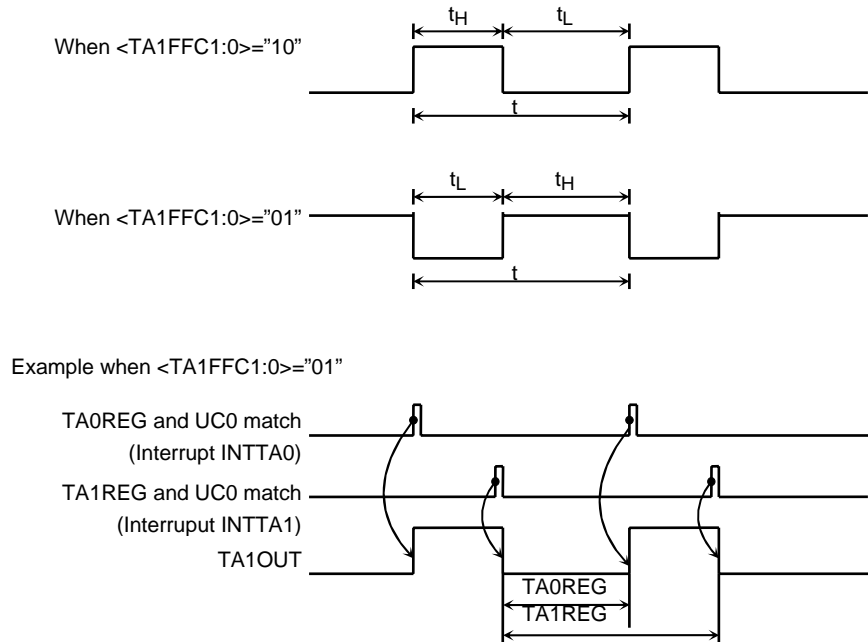 tH tL
When <TA1FFC1:0>=”10”
t
tL tH
When <TA1FFC1:0>=”01”
t
Example when <TA1FFC1:0>=”01”
TA0REG and UC0 match
(Interrupt INTTA0)
TA1REG and UC0 match
(Interruput INTTA1)
TA1OUT
TA0REG
TA1REG